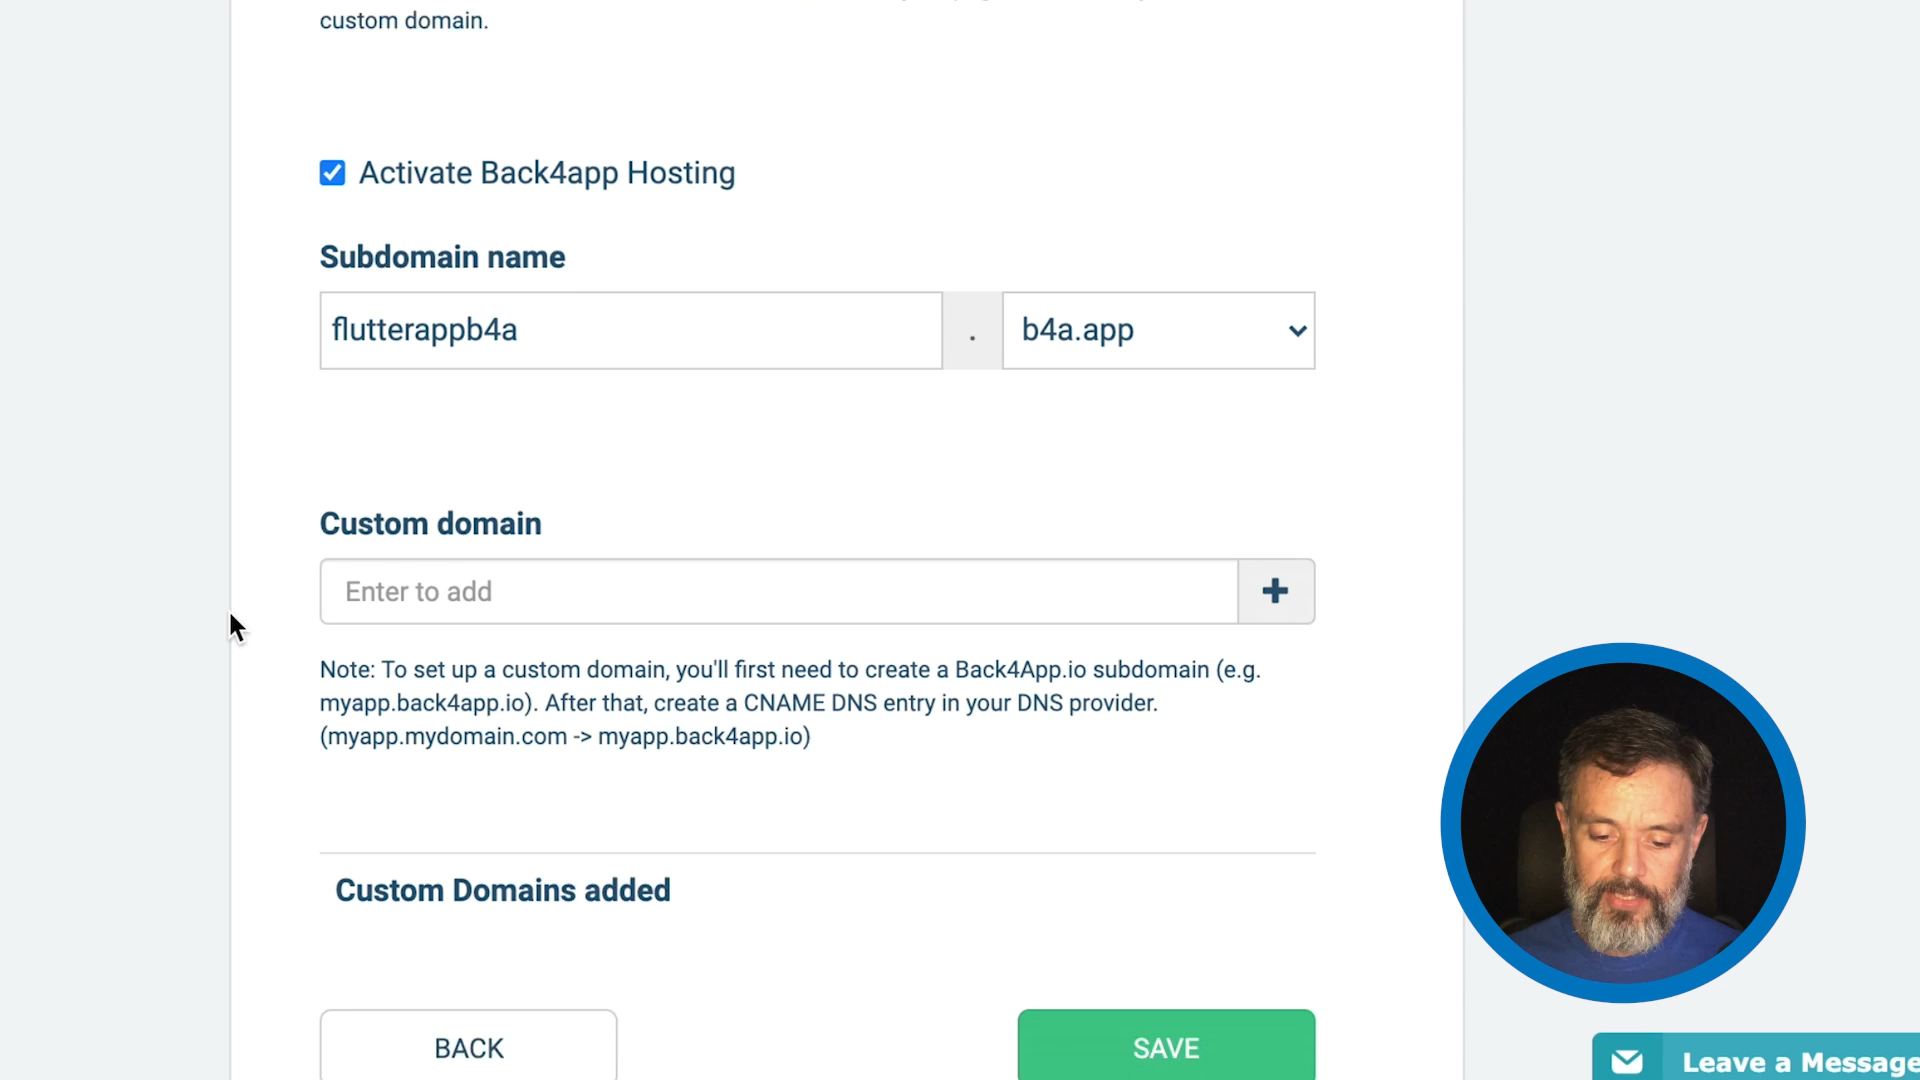 custom domain.
Activate Back4app Hosting
Subdomain name
flutterappb4a . b4a.app
Custom domain
Enter to add
Note: To set up a custom domain, you'll first need to create a Back4App.io subdomain (e.g.
myapp.back4app.io). After that, create a CNAME DNS entry in your DNS provider.
(myapp.mydomain.com -> myapp.back4app.io)
Custom Domains added
BACK
SAVE
Leave a Message